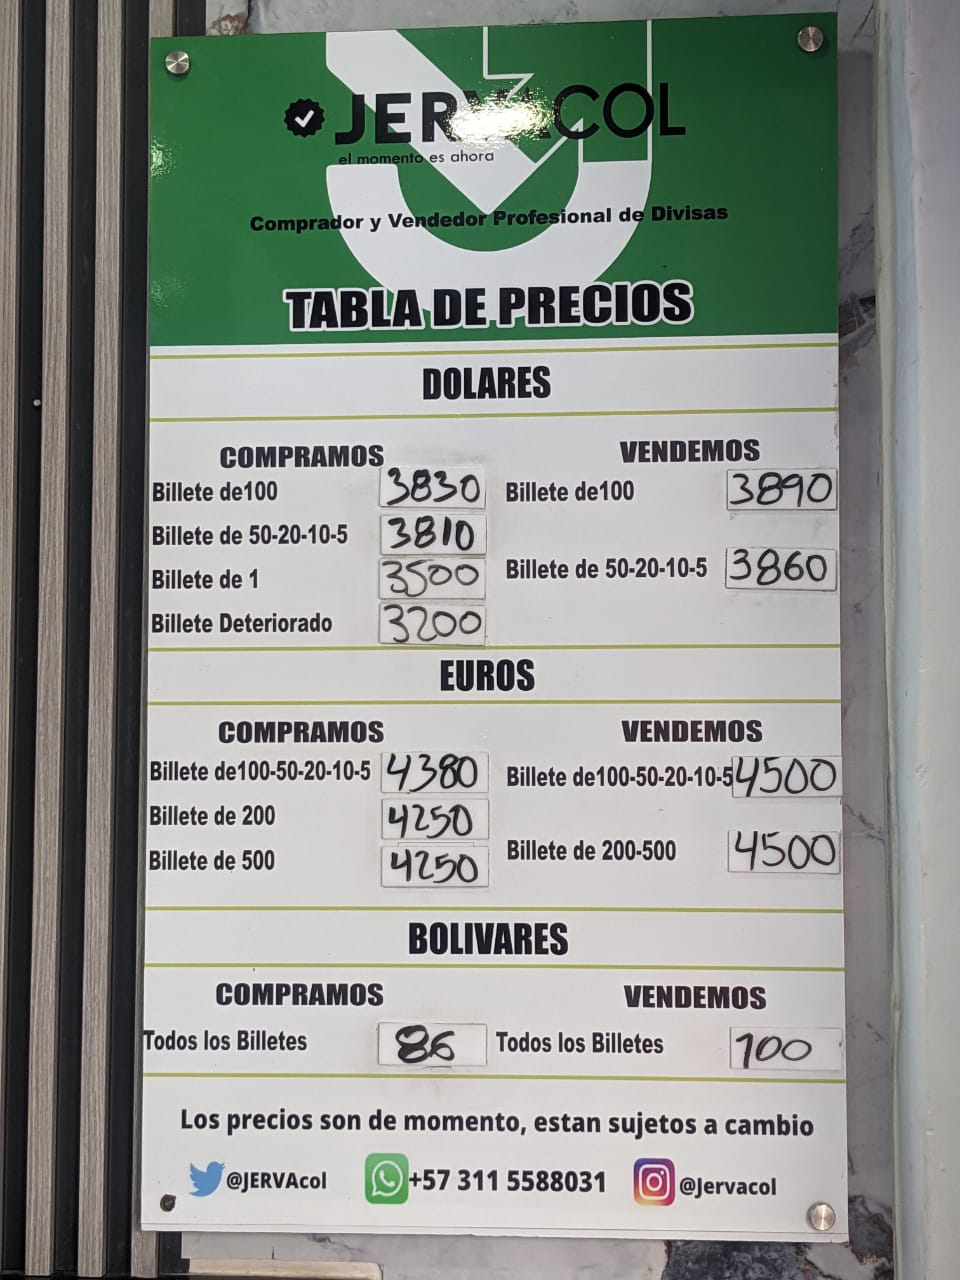 JERVACOL
el momento es ahora
Comprador y Vendedor Profesional de Divisas
TABLA DE PRECIOS
DOLARES
COMPRAMOS VENDEMOS
Billete de100 3830 Billete de100 3890
Billete de 50-20-10-5 3810
Billete de 50-20-10-5 3860
Billete de 1 3500
Billete Deteriorado 3200
EUROS
COMPRAMOS VENDEMOS
Billete de100-50-20-10-5 4380 Billete de100-50-20-10-5 4500
Billete de 200 4250
Billete de 200-500 4500
Billete de 500 4250
BOLIVARES
COMPRAMOS VENDEMOS
Todos los Billetes 86 Todos los Billetes 100
Los precios son de momento, estan sujetos a cambio
@JERVAcol +57 311 5588031 @Jervacol